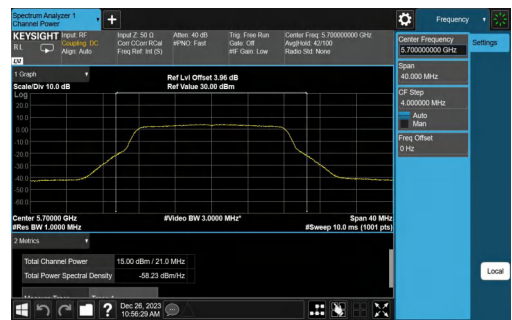 Spectrum Analyzer 1
Channel Power
Frequency
KEYSIGHT
RL
Input: RF
Coupling: DC
Align: Auto
Input Z: 50 Ω
Corr CCorr RCal
Freq Ref: Int (S)
Atten: 40 dB
#PNO: Fast
Trig: Free Run
Gate: Off
#IF Gain: Low
Center Freq: 5.700000000 GHz
Avg|Hold: 42/100
Radio Std: None
LXI
Center Frequency
5.700000000 GHz
Settings
Span
40.000 MHz
CF Step
4.000000 MHz
Auto
Man
Freq Offset
0 Hz
1 Graph
Scale/Div 10.0 dB
Ref Lvl Offset 3.96 dB
Ref Value 30.00 dBm
Log
20.0
10.0
0.00
-10.0
-20.0
-30.0
-40.0
-50.0
-60.0
Center 5.70000 GHz
#Res BW 1.0000 MHz
#Video BW 3.0000 MHz*
Span 40 MHz
#Sweep 10.0 ms (1001 pts)
2 Metrics
Total Channel Power 15.00 dBm / 21.0 MHz
Total Power Spectral Density -58.23 dBm/Hz
Local
?
Dec 26, 2023
10:56:29 AM